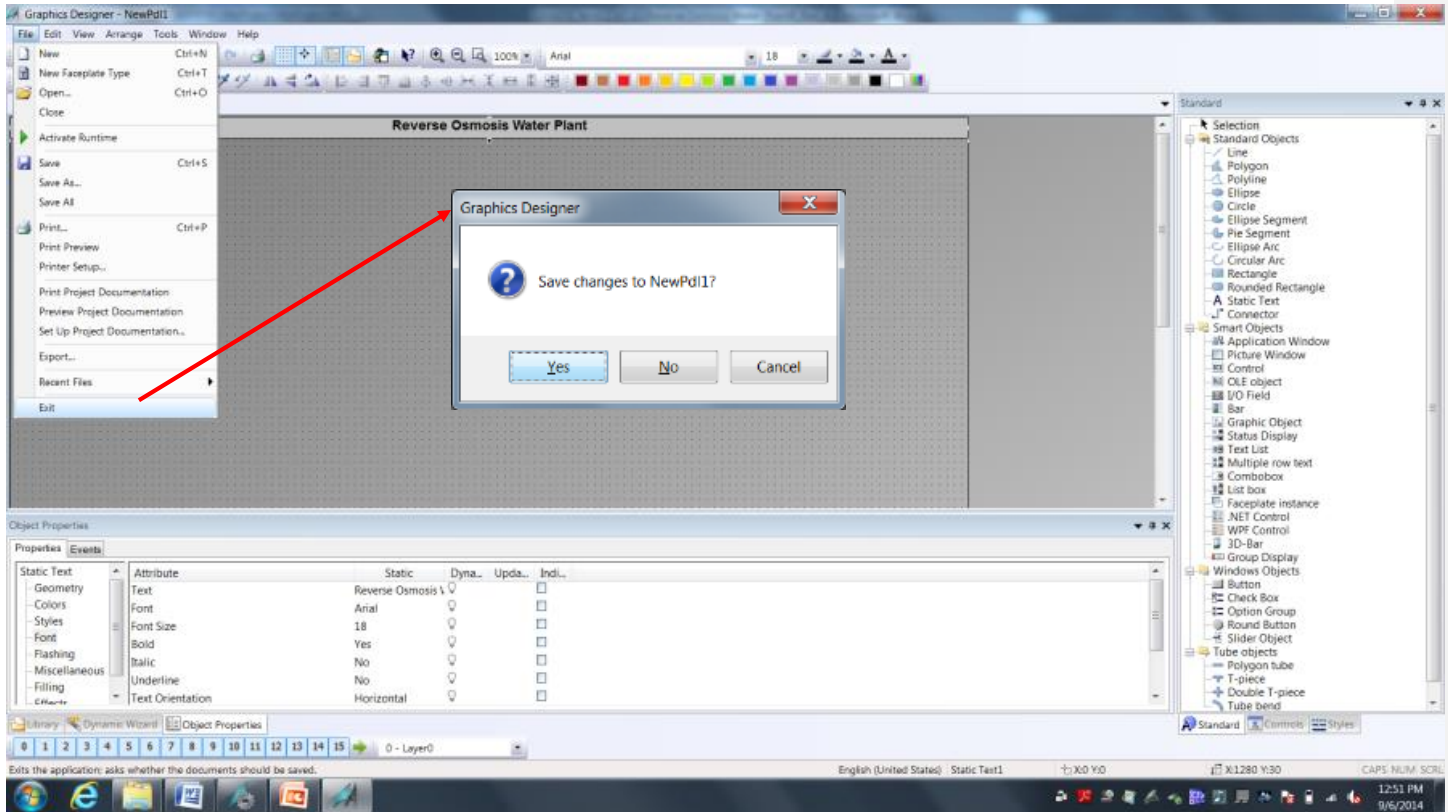 Graphics Designer - NewPdl1
File Edit View Arrange Tools Window Help
New Ctrl+N
100% Arial 18
New Faceplate Type Ctrl+T
Open... Ctrl+O
Close
Activate Runtime
Save Ctrl+S
Save As...
Save All
Print... Ctrl+P
Print Preview
Printer Setup...
Print Project Documentation
Preview Project Documentation
Set Up Project Documentation...
Export...
Recent Files
Exit
Reverse Osmosis Water Plant
Graphics Designer
X
Save changes to NewPdl1?
Yes No Cancel
Standard
Selection
Standard Objects
Line
Polygon
Polyline
Ellipse
Circle
Ellipse Segment
Pie Segment
Ellipse Arc
Circular Arc
Rectangle
Rounded Rectangle
A Static Text
Connector
Smart Objects
Application Window
Picture Window
Control
OLE object
I/O Field
Bar
Graphic Object
Status Display
Text List
Multiple row text
Combobox
List box
Faceplate instance
.NET Control
WPF Control
3D-Bar
Group Display
Windows Objects
Button
Check Box
Option Group
Round Button
Slider Object
Tube objects
Polygon tube
T-piece
Double T-piece
Tube bend
Standard Controls Styles
Object Properties
Properties Events
Static Text
Geometry
Colors
Styles
Font
Flashing
Miscellaneous
Filling
Effects
Attribute Static Dyna... Upda... Indi...
Text Reverse Osmosis W
Font Arial
Font Size 18
Bold Yes
Italic No
Underline No
Text Orientation Horizontal
Library Dynamic Wizard Object Properties
0 1 2 3 4 5 6 7 8 9 10 11 12 13 14 15 0 - Layer0
Exits the application; asks whether the documents should be saved. English (United States) Static Text1 X:0 Y:0 X:1280 Y:30 CAPS NUM SCRL
12:51 PM
9/6/2014